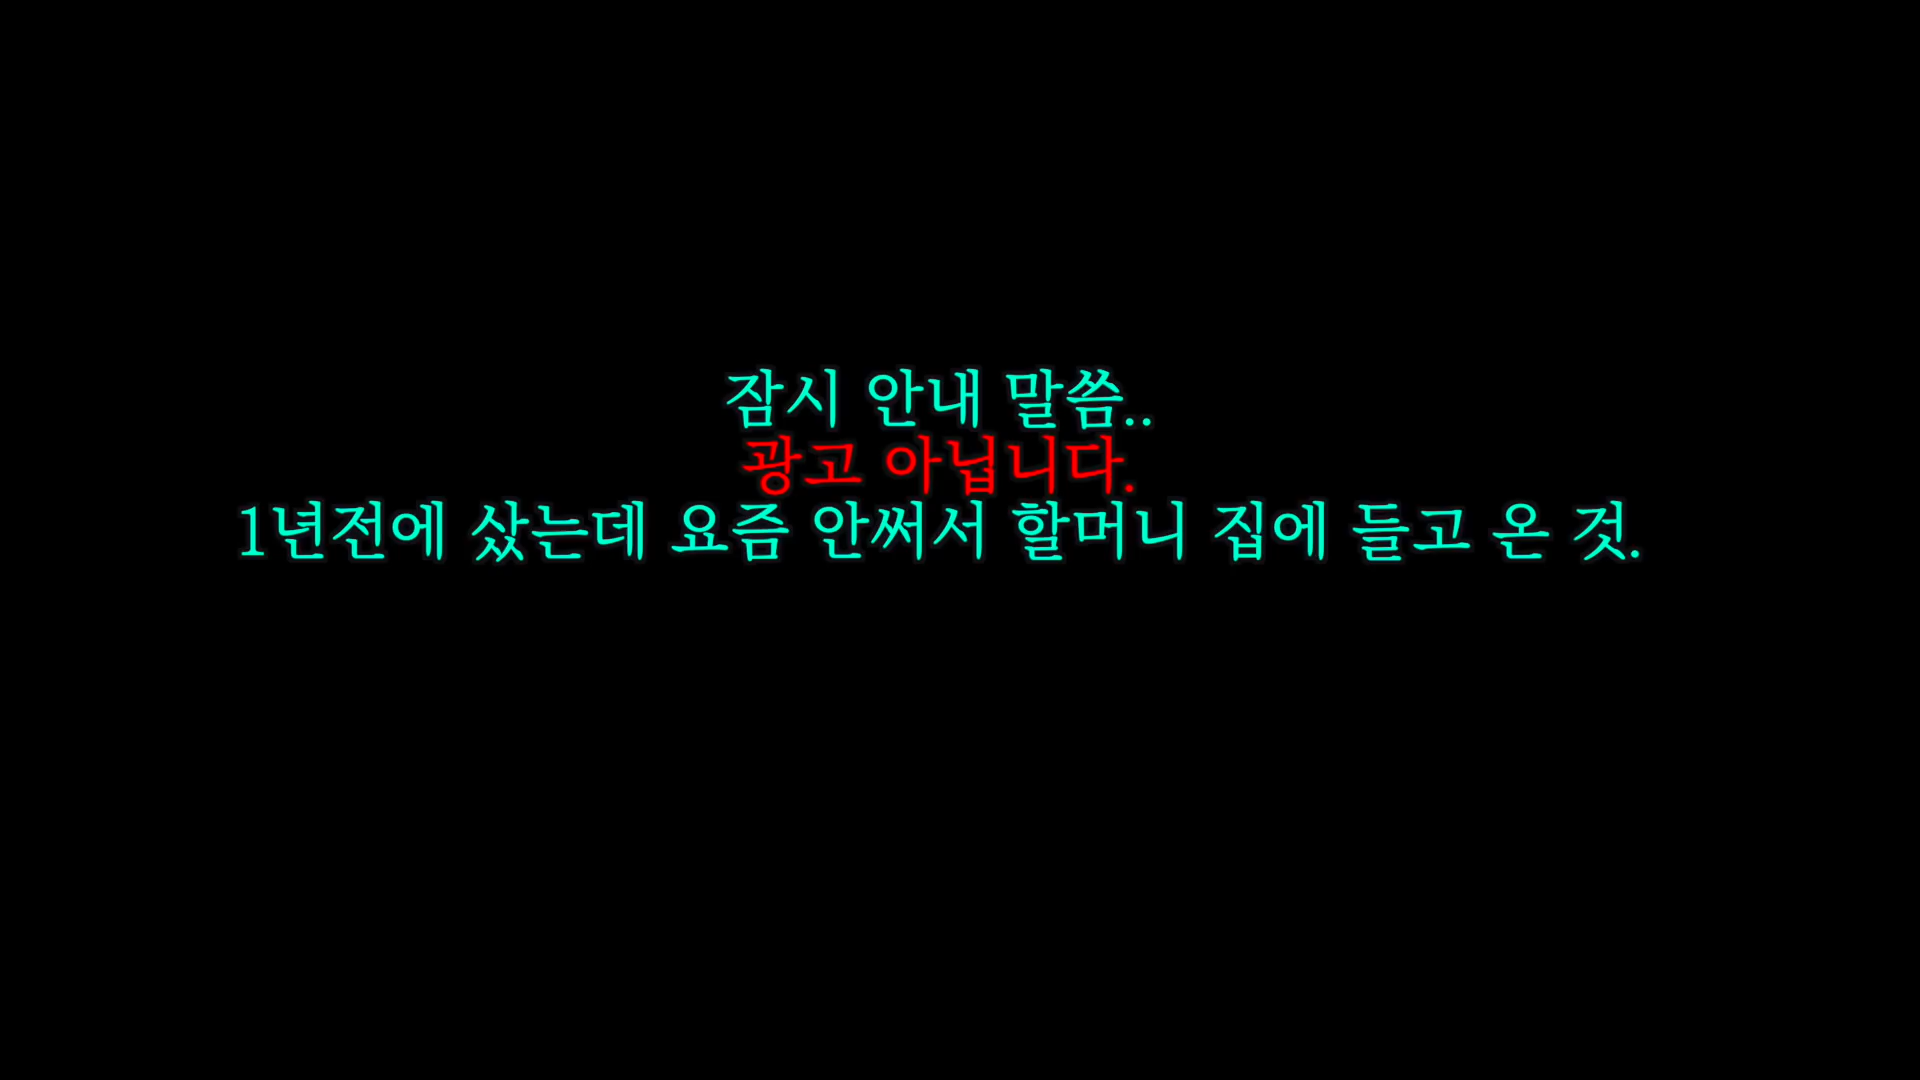 잠시 안내 말씀..
광고 아닙니다.
1년전에 샀는데 요즘 안써서 할머니 집에 들고 온 것.